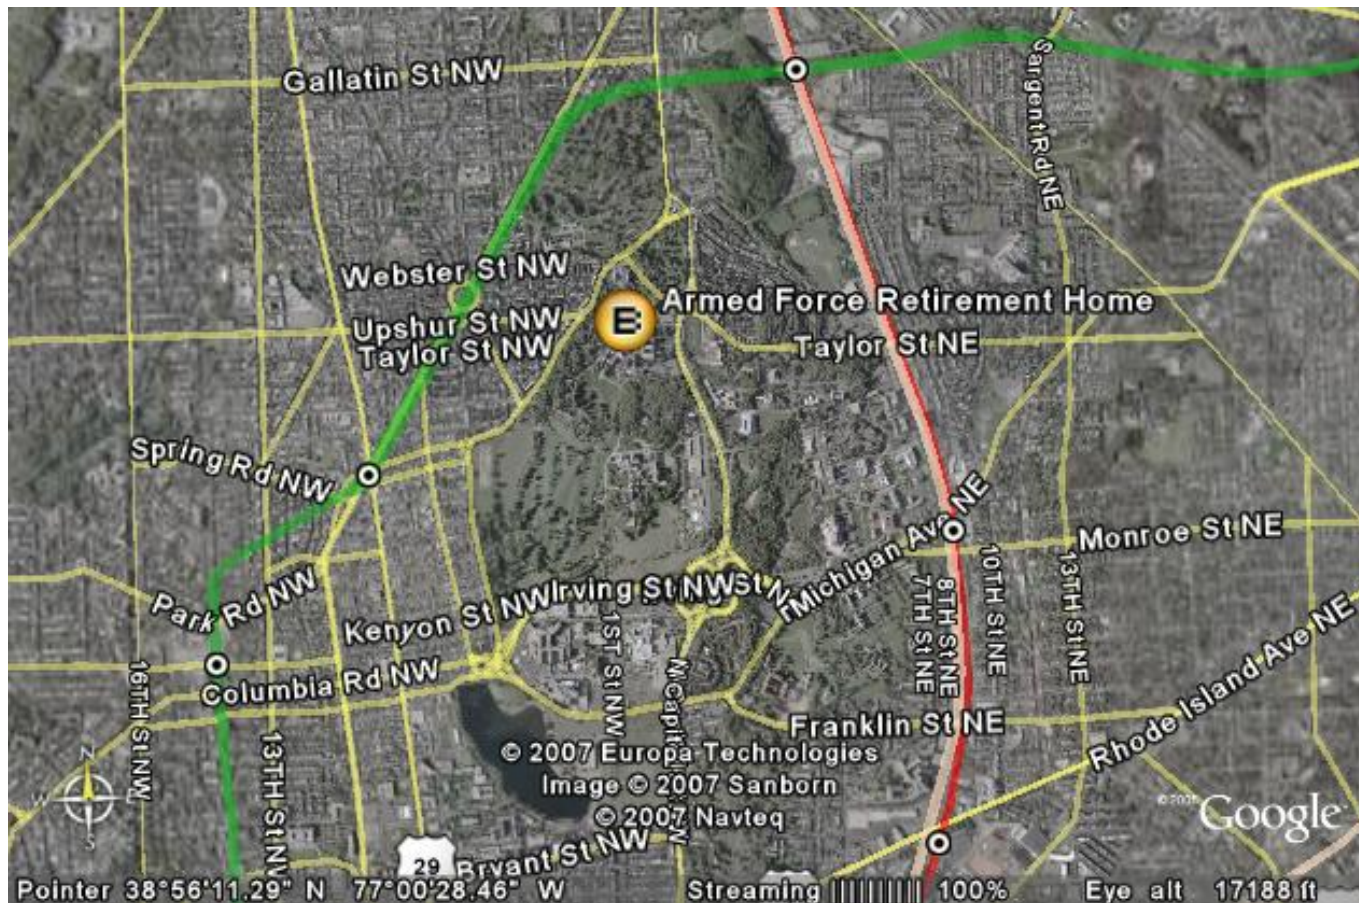 Gallatin St NW
Sargent Rd NE
Webster St NW
Armed Force Retirement Home
Upshur St NW
Taylor St NW
Taylor St NE
Spring Rd NW
Michigan Ave NE
Monroe St NE
Park Rd NW
Kenyon St NW
Irving St NW
1ST St NW
7TH St NE
8TH St NE
10TH St NE
13TH St NE
16TH St NW
Columbia Rd NW
Franklin St NE
Rhode Island Ave NE
13TH St NW
© 2007 Europa Technologies
Image © 2007 Sanborn
© 2007 Navteq
Google
29
Bryant St NW
Pointer 38°56'11.29" N 77°00'28.46" W Streaming 100% Eye alt 17188 ft